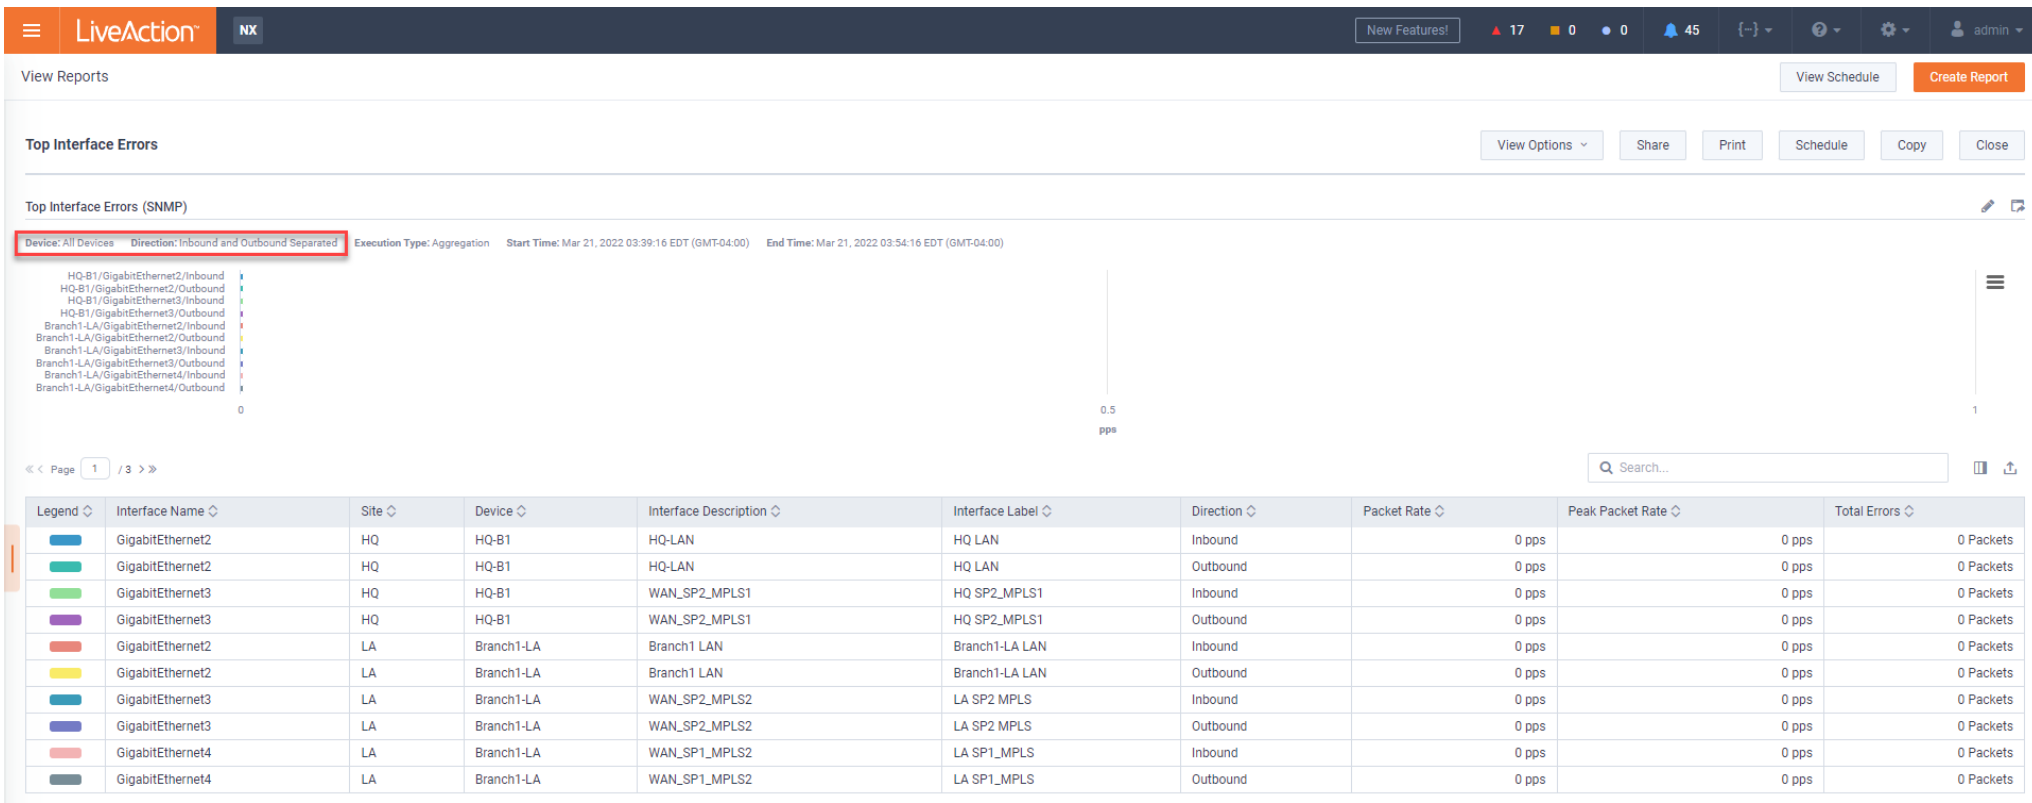 LiveAction™ NX New Features! 17 0 0 45 {--} admin
View Reports View Schedule Create Report
Top Interface Errors View Options Share Print Schedule Copy Close
Top Interface Errors (SNMP)
Device: All Devices Direction: Inbound and Outbound Separated Execution Type: Aggregation Start Time: Mar 21, 2022 03:39:16 EDT (GMT-04:00) End Time: Mar 21, 2022 03:54:16 EDT (GMT-04:00)
HQ-B1/GigabitEthernet2/Inbound
HQ-B1/GigabitEthernet2/Outbound
HQ-B1/GigabitEthernet3/Inbound
HQ-B1/GigabitEthernet3/Outbound
Branch1-LA/GigabitEthernet2/Inbound
Branch1-LA/GigabitEthernet2/Outbound
Branch1-LA/GigabitEthernet3/Inbound
Branch1-LA/GigabitEthernet3/Outbound
Branch1-LA/GigabitEthernet4/Inbound
Branch1-LA/GigabitEthernet4/Outbound
0 0.5 1
pps
Page 1 / 3 Search...
Legend Interface Name Site Device Interface Description Interface Label Direction Packet Rate Peak Packet Rate Total Errors
GigabitEthernet2 HQ HQ-B1 HQ-LAN HQ LAN Inbound 0 pps 0 pps 0 Packets
GigabitEthernet2 HQ HQ-B1 HQ-LAN HQ LAN Outbound 0 pps 0 pps 0 Packets
GigabitEthernet3 HQ HQ-B1 WAN_SP2_MPLS1 HQ SP2_MPLS1 Inbound 0 pps 0 pps 0 Packets
GigabitEthernet3 HQ HQ-B1 WAN_SP2_MPLS1 HQ SP2_MPLS1 Outbound 0 pps 0 pps 0 Packets
GigabitEthernet2 LA Branch1-LA Branch1 LAN Branch1-LA LAN Inbound 0 pps 0 pps 0 Packets
GigabitEthernet2 LA Branch1-LA Branch1 LAN Branch1-LA LAN Outbound 0 pps 0 pps 0 Packets
GigabitEthernet3 LA Branch1-LA WAN_SP2_MPLS2 LA SP2 MPLS Inbound 0 pps 0 pps 0 Packets
GigabitEthernet3 LA Branch1-LA WAN_SP2_MPLS2 LA SP2 MPLS Outbound 0 pps 0 pps 0 Packets
GigabitEthernet4 LA Branch1-LA WAN_SP1_MPLS2 LA SP1_MPLS Inbound 0 pps 0 pps 0 Packets
GigabitEthernet4 LA Branch1-LA WAN_SP1_MPLS2 LA SP1_MPLS Outbound 0 pps 0 pps 0 Packets